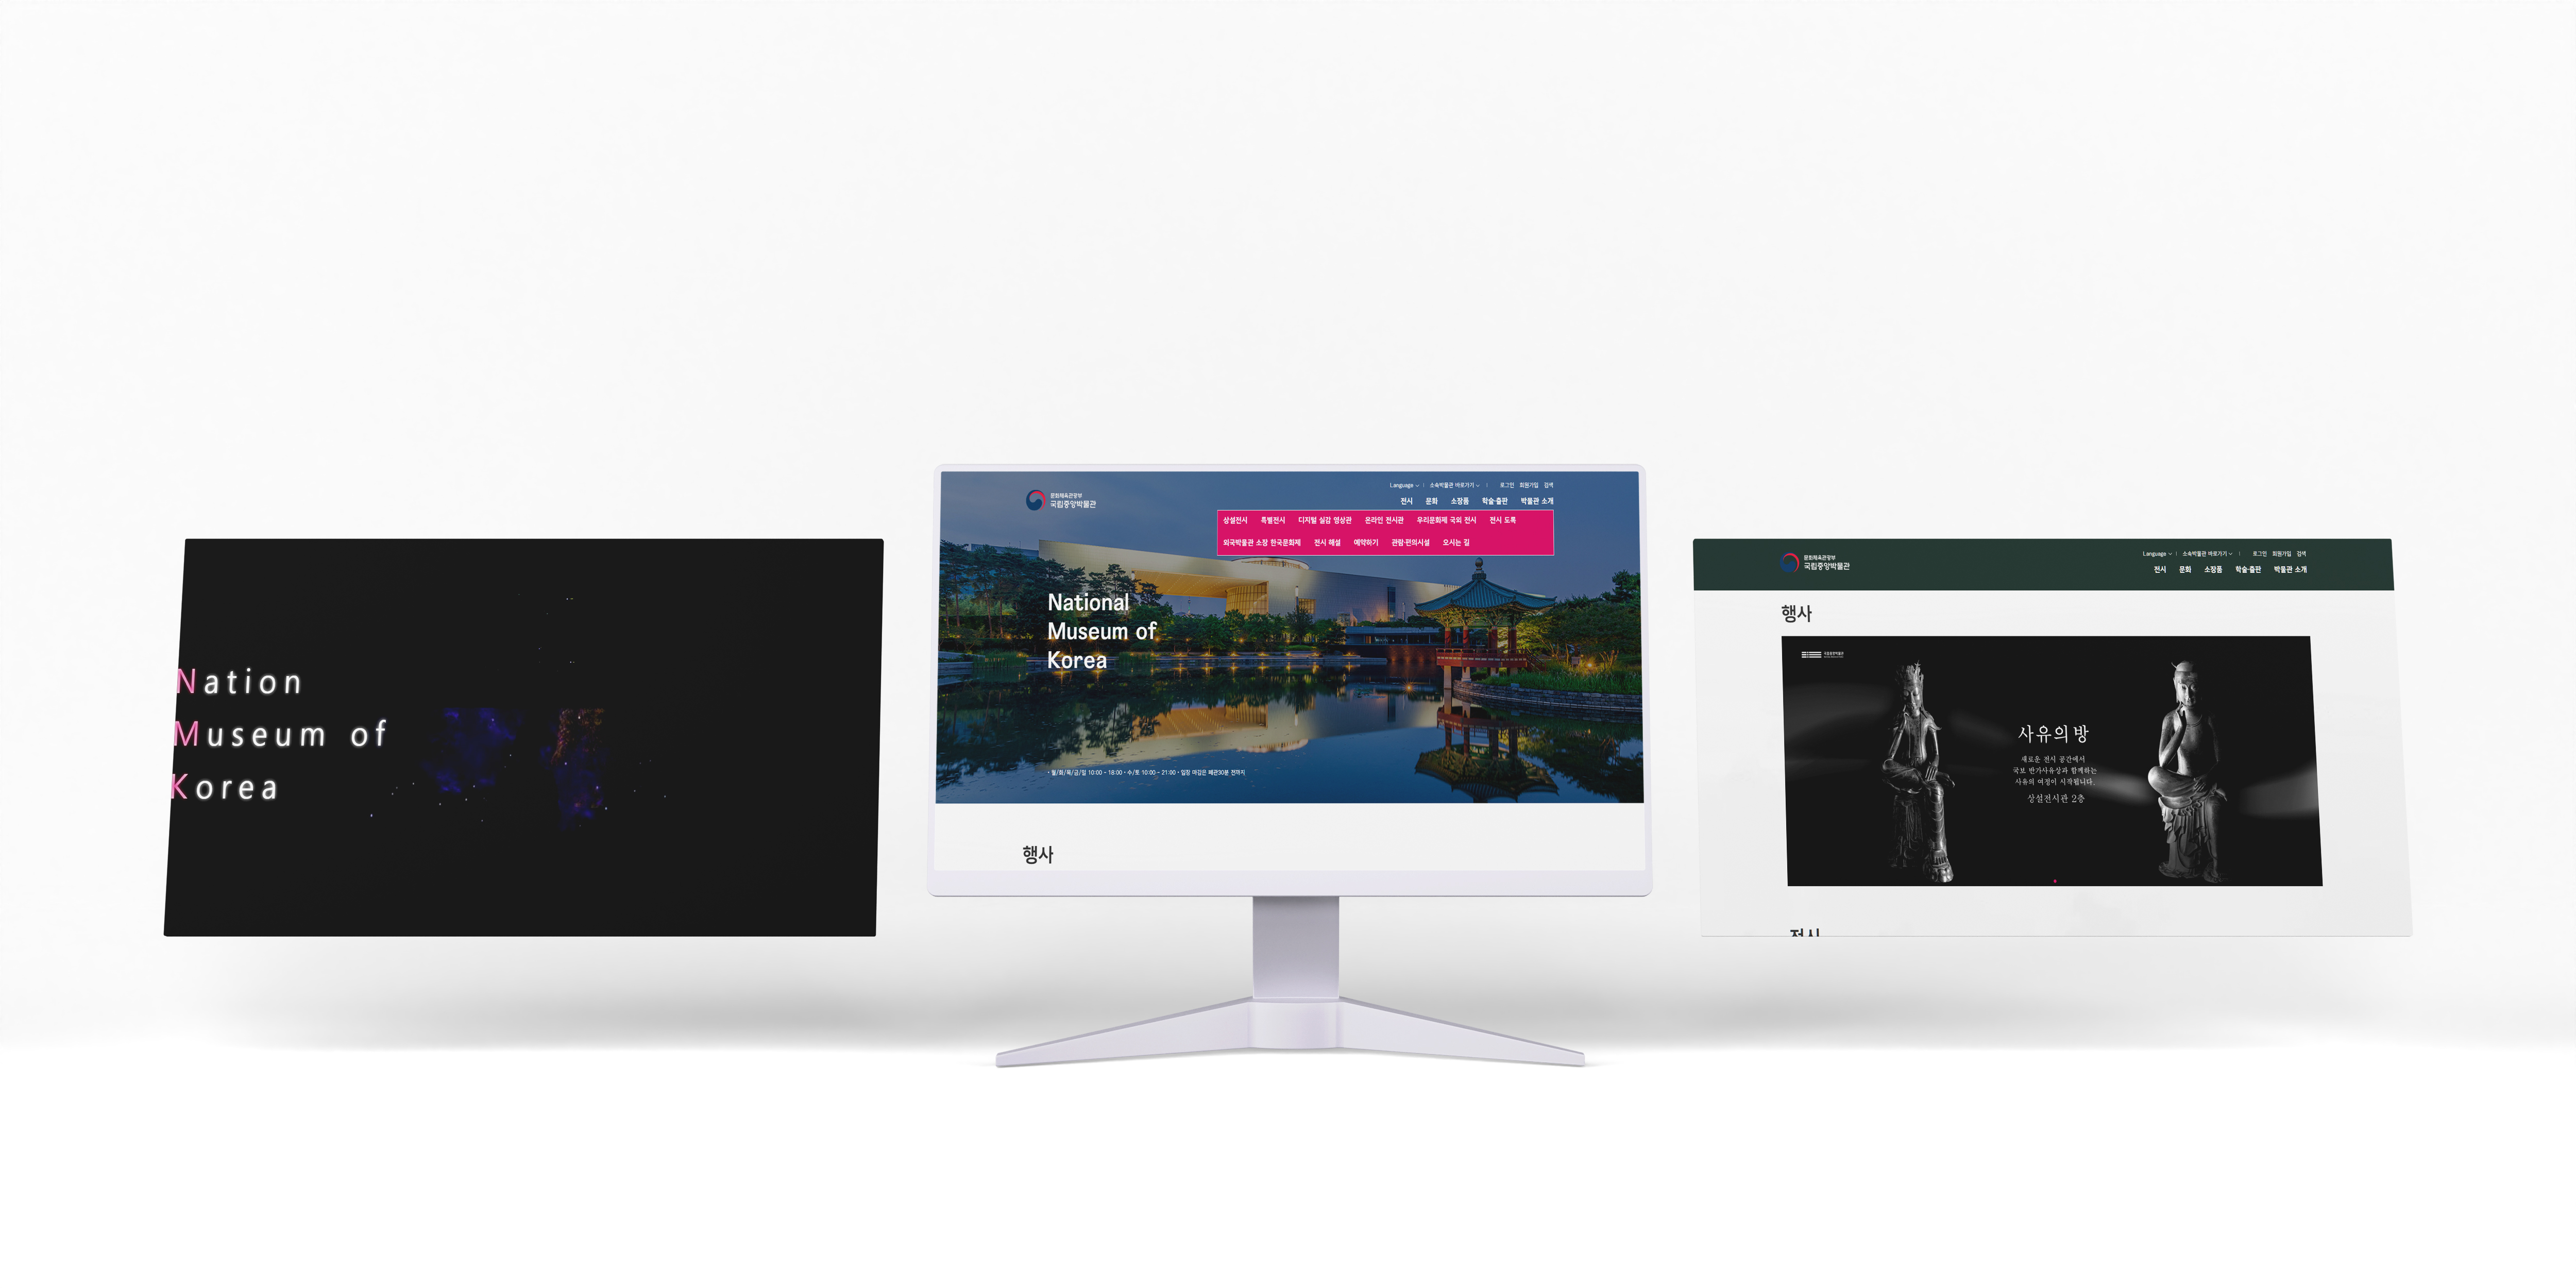 Nation
Museum of
Korea
문화체육관광부
국립중앙박물관
Language
소속박물관 바로가기
로그인 회원가입 검색
전시 문화 소장품 학술·출판 박물관 소개
상설전시 특별전시 디지털 실감 영상관 온라인 전시관 우리문화재 국외 전시 전시 도록
외국박물관 소장 한국문화재 전시 해설 예약하기 관람·편의시설 오시는 길
National
Museum of
Korea
• 월/화/목/금/일 10:00 - 18:00 • 수/토 10:00 - 21:00 • 입장 마감은 폐관30분 전까지
행사
문화체육관광부
국립중앙박물관
Language
소속박물관 바로가기
로그인 회원가입 검색
전시 문화 소장품 학술·출판 박물관 소개
행사
국립중앙박물관
사유의 방
새로운 전시 공간에서
국보 반가사유상과 함께하는
사유의 여정이 시작됩니다.
상설전시관 2층
전시